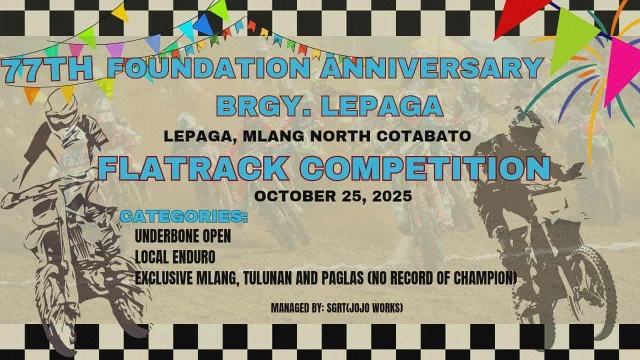 77TH FOUNDATION ANNIVERSARY
BRGY. LEPAGA
LEPAGA, MLANG NORTH COTABATO
FLATRACK COMPETITION
OCTOBER 25, 2025
CATEGORIES:
UNDERBONE OPEN
LOCAL ENDURO
EXCLUSIVE MLANG, TULUNAN AND PAGLAS (NO RECORD OF CHAMPION)
MANAGED BY: SGRT(JOJO WORKS)